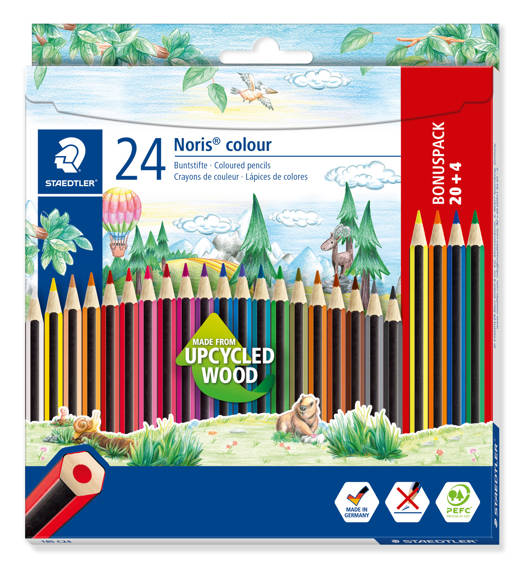 STAEDTLER®
24
Noris® colour
Buntstifte · Coloured pencils
Crayons de couleur · Lápices de colores
BONUSPACK
20 + 4
MADE FROM
UPCYCLED
WOOD
MADE IN
GERMANY
PEFC
STAEDTLER